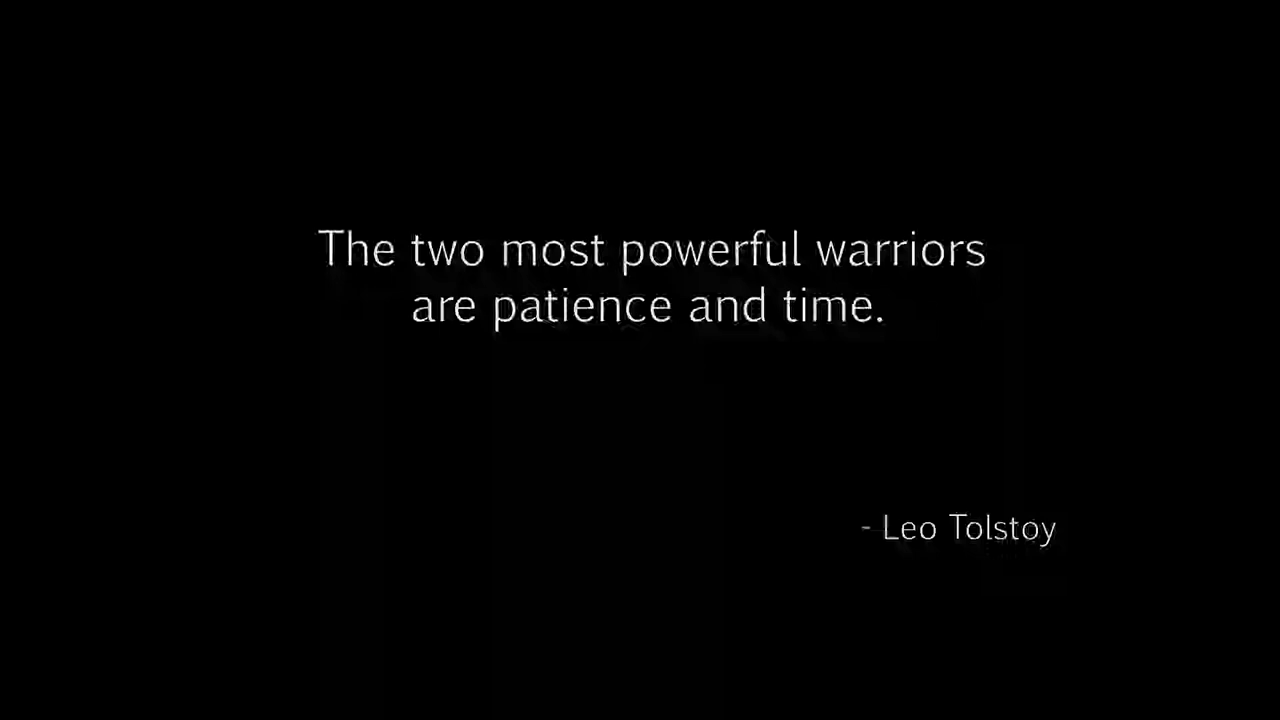 The two most powerful warriors
are patience and time.
- Leo Tolstoy